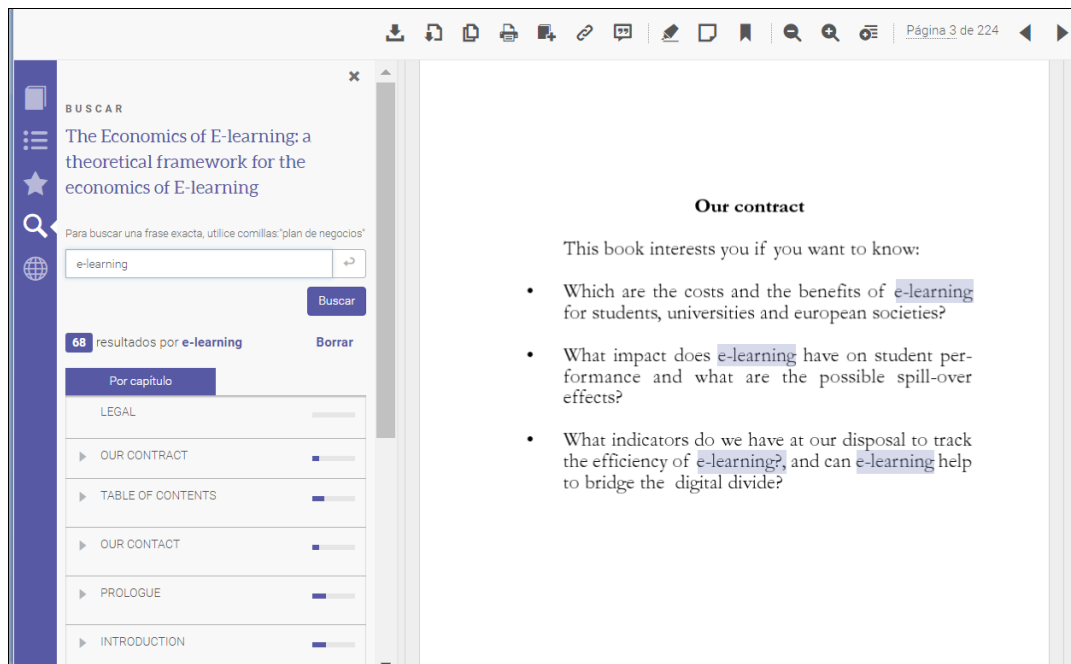 Página 3 de 224
BUSCAR
The Economics of E-learning: a
theoretical framework for the
economics of E-learning
Para buscar una frase exacta, utilice comillas:"plan de negocios"
e-learning
Buscar
68 resultados por e-learning Borrar
Por capítulo
LEGAL
OUR CONTRACT
TABLE OF CONTENTS
OUR CONTACT
PROLOGUE
INTRODUCTION
Our contract
This book interests you if you want to know:
• Which are the costs and the benefits of e-learning
for students, universities and european societies?
• What impact does e-learning have on student per-
formance and what are the possible spill-over
effects?
• What indicators do we have at our disposal to track
the efficiency of e-learning?, and can e-learning help
to bridge the digital divide?